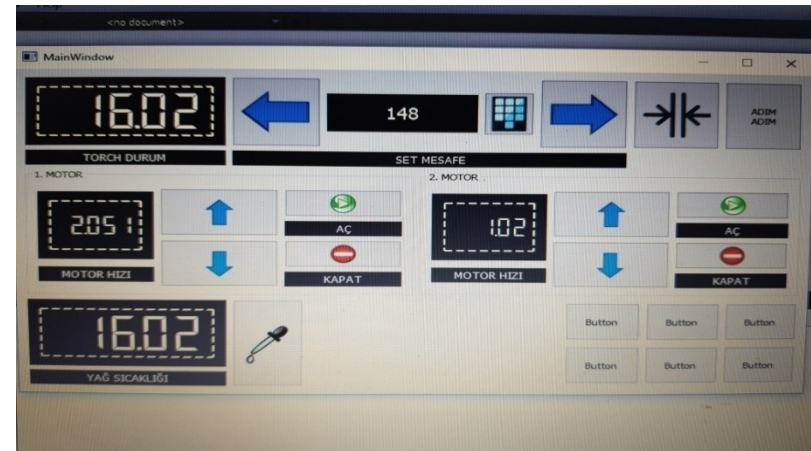 <no document>
MainWindow
16.02
148
ADIM
ADIM
TORCH DURUM
SET MESAFE
1. MOTOR
2. MOTOR
2.051
1.02
AÇ
AÇ
MOTOR HIZI
KAPAT
MOTOR HIZI
KAPAT
16.02
Button Button Button
Button Button Button
YAĞ SICAKLIĞI